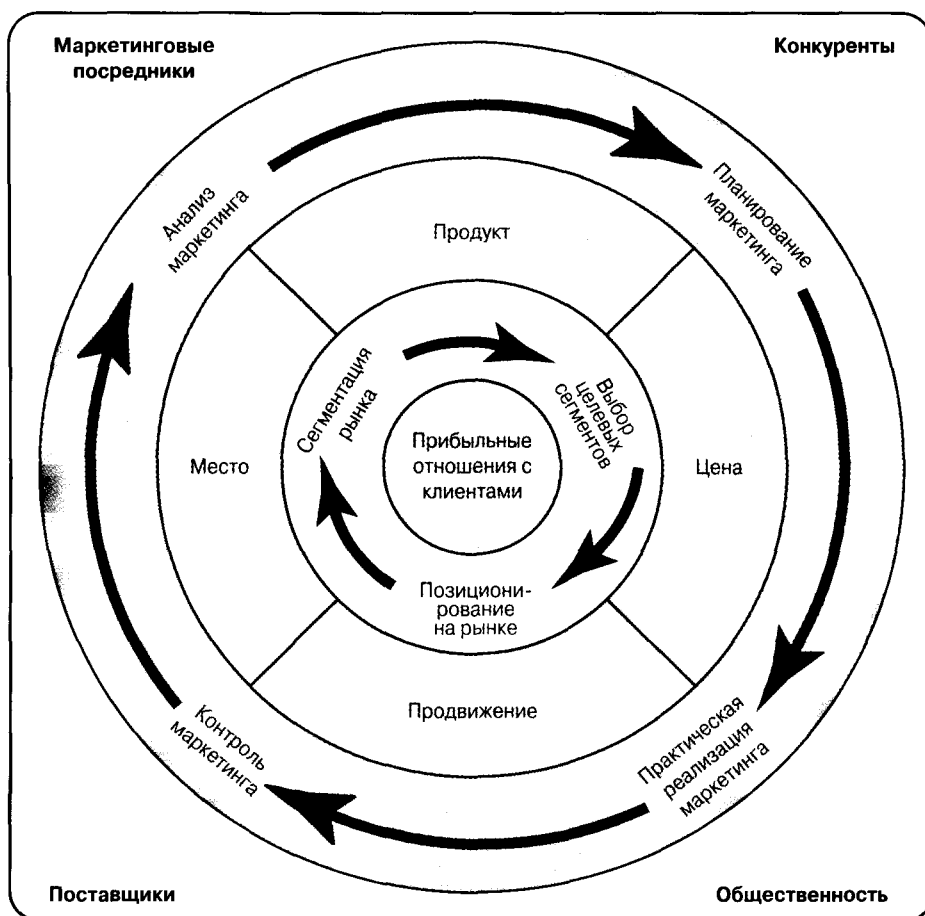 Маркетинговые
посредники
Конкуренты
Анализ
маркетинга
Планирование
маркетинга
Продукт
Сегментация
рынка
Выбор
целевых
сегментов
Место
Прибыльные
отношения с
клиентами
Цена
Позициони-
рование
на рынке
Продвижение
Контроль
маркетинга
Практическая
реализация
маркетинга
Поставщики
Общественность